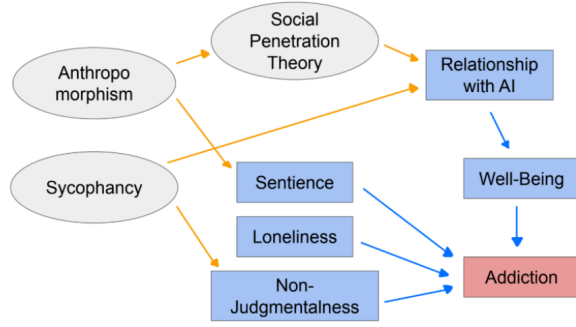 Social
Penetration
Theory
Anthropo
morphism
Relationship
with AI
Sycophancy
Sentience
Well-Being
Loneliness
Non-
Judgmentalness
Addiction